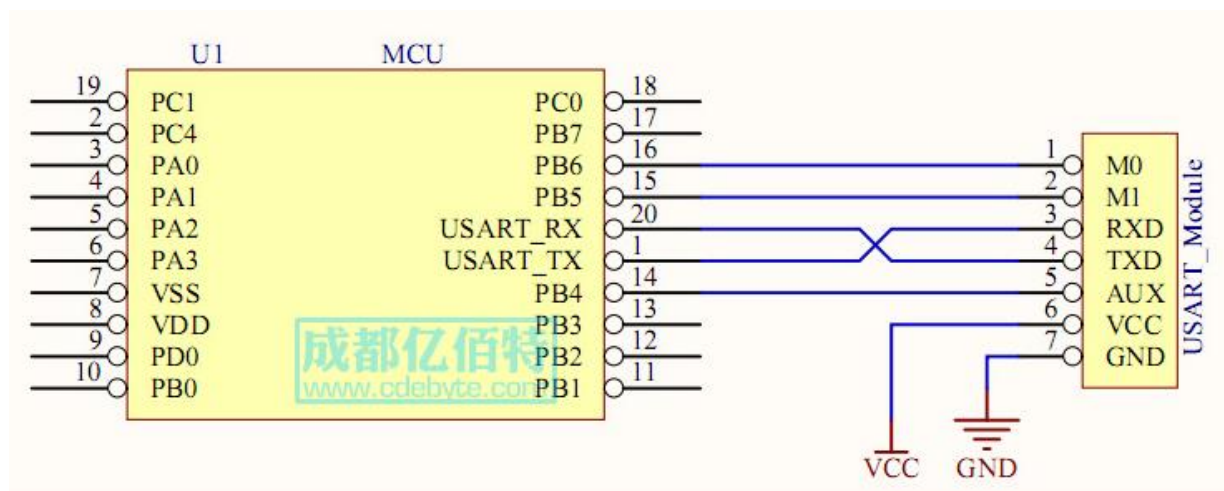 U1 MCU
19 PC1 PC0 18
2 PC4 PB7 17
3 PA0 PB6 16 1 M0
4 PA1 PB5 15 2 M1
5 PA2 USART_RX 20 3 RXD
6 PA3 USART_TX 1 4 TXD
7 VSS PB4 14 5 AUX
8 VDD PB3 13 6 VCC
9 PD0 PB2 12 7 GND
10 PB0 PB1 11
USART_Module
成都亿佰特
www.cdebyte.com
VCC GND